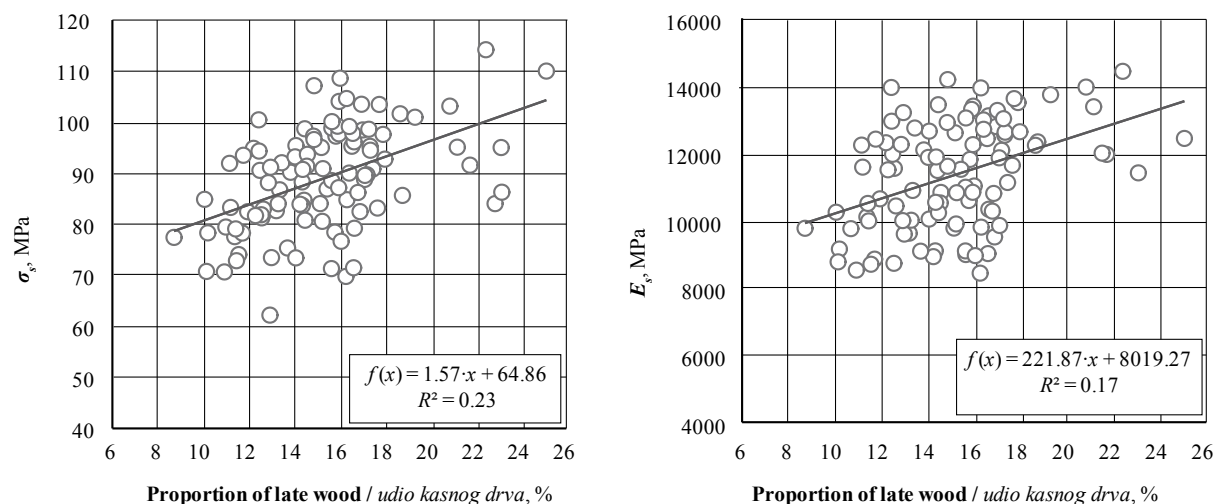 120
110
100
90
80
70
60
50
40
σs, MPa
f(x) = 1.57·x + 64.86
R² = 0.23
6 8 10 12 14 16 18 20 22 24 26
Proportion of late wood / udio kasnog drva, %
16000
14000
12000
10000
8000
6000
4000
Es, MPa
f(x) = 221.87·x + 8019.27
R² = 0.17
6 8 10 12 14 16 18 20 22 24 26
Proportion of late wood / udio kasnog drva, %